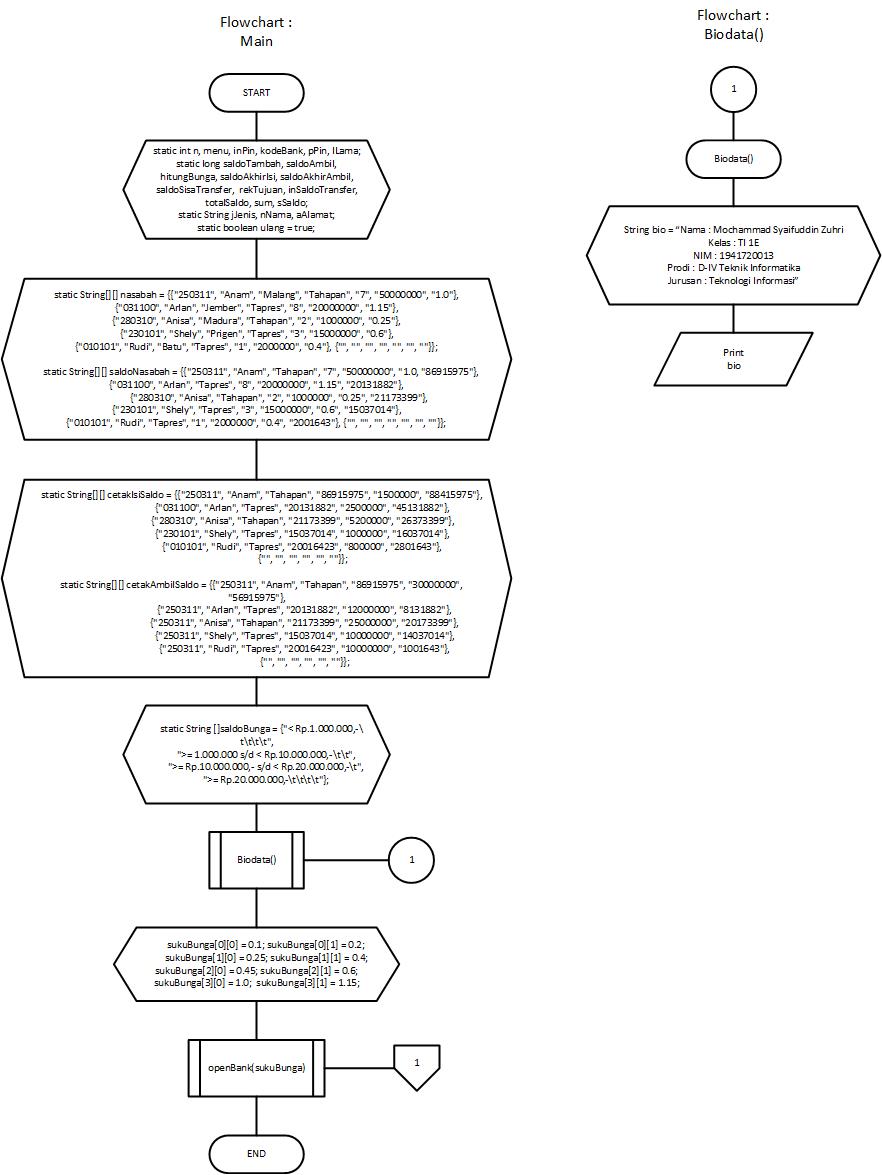 Flowchart :
Main
START
static int n, menu, inPin, kodeBank, pPin, lLama;
static long saldoTambah, saldoAmbil,
hitungBunga, saldoAkhirIsi, saldoAkhirAmbil,
saldoSisaTransfer, rekTujuan, inSaldoTransfer,
totalSaldo, sum, sSaldo;
static String jJenis, nNama, aAlamat;
static boolean ulang = true;
static String[][] nasabah = {{"250311", "Anam", "Malang", "Tahapan", "7", "50000000", "1.0"},
{"031100", "Arlan", "Jember", "Tapres", "8", "20000000", "1.15"},
{"280310", "Anisa", "Madura", "Tahapan", "2", "1000000", "0.25"},
{"230101", "Shely", "Prigen", "Tapres", "3", "15000000", "0.6"},
{"010101", "Rudi", "Batu", "Tapres", "1", "2000000", "0.4"}, {"", "", "", "", "", "", ""}};
static String[][] saldoNasabah = {{"250311", "Anam", "Tahapan", "7", "50000000", "1.0, "86915975"},
{"031100", "Arlan", "Tapres", "8", "20000000", "1.15", "20131882"},
{"280310", "Anisa", "Tahapan", "2", "1000000", "0.25", "21173399"},
{"230101", "Shely", "Tapres", "3", "15000000", "0.6", "15037014"},
{"010101", "Rudi", "Tapres", "1", "2000000", "0.4", "2001643"}, {"", "", "", "", "", "", ""}};
static String[][] cetakIsiSaldo = {{"250311", "Anam", "Tahapan", "86915975", "1500000", "88415975"},
{"031100", "Arlan", "Tapres", "20131882", "2500000", "45131882"},
{"280310", "Anisa", "Tahapan", "21173399", "5200000", "26373399"},
{"230101", "Shely", "Tapres", "15037014", "1000000", "16037014"},
{"010101", "Rudi", "Tapres", "20016423", "800000", "2801643"},
{"", "", "", "", "", ""}};
static String[][] cetakAmbilSaldo = {{"250311", "Anam", "Tahapan", "86915975", "30000000",
"56915975"},
{"250311", "Arlan", "Tapres", "20131882", "12000000", "8131882"},
{"250311", "Anisa", "Tahapan", "21173399", "25000000", "20173399"},
{"250311", "Shely", "Tapres", "15037014", "10000000", "14037014"},
{"250311", "Rudi", "Tapres", "20016423", "10000000", "1001643"},
{"", "", "", "", "", ""}};
static String []saldoBunga = {"< Rp.1.000.000,-\
t\t\t\t",
">= 1.000.000 s/d < Rp.10.000.000,-\t\t",
">= Rp.10.000.000,- s/d < Rp.20.000.000,-\t",
">= Rp.20.000.000,-\t\t\t\t"};
Biodata()
1
sukuBunga[0][0] = 0.1; sukuBunga[0][1] = 0.2;
sukuBunga[1][0] = 0.25; sukuBunga[1][1] = 0.4;
sukuBunga[2][0] = 0.45; sukuBunga[2][1] = 0.6;
sukuBunga[3][0] = 1.0; sukuBunga[3][1] = 1.15;
openBank(sukuBunga)
1
END
Flowchart :
Biodata()
1
Biodata()
String bio = “Nama : Mochammad Syaifuddin Zuhri
Kelas : TI 1E
NIM : 1941720013
Prodi : D-IV Teknik Informatika
Jurusan : Teknologi Informasi”
Print
bio